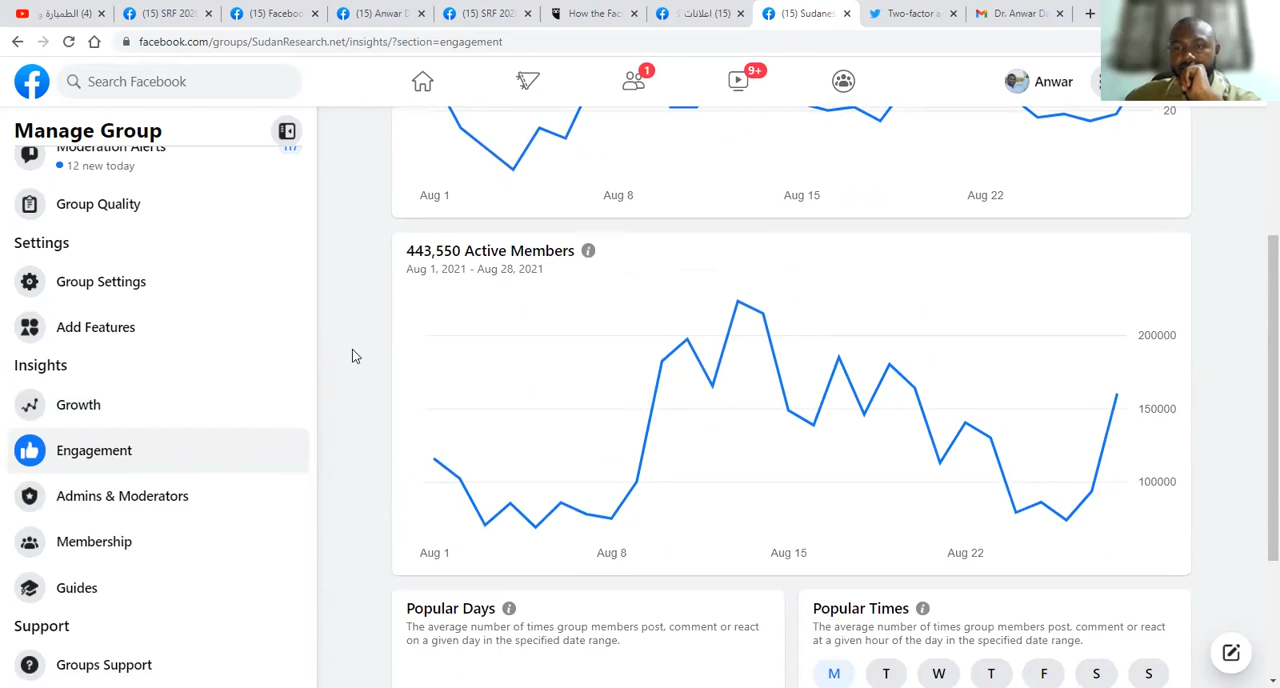 (4) الطمبارة و
(15) SRF 202
(15) Faceboo
(15) Anwar D
(15) SRF 202
How the Fac
(15) اعلانات
(15) Sudanes
Two-factor a
Dr. Anwar Da
facebook.com/groups/SudanResearch.net/insights/?section=engagement
Search Facebook
1
9+
Anwar
Manage Group
Moderation Alerts
12 new today
117
Group Quality
Settings
Group Settings
Add Features
Insights
Growth
Engagement
Admins & Moderators
Membership
Guides
Support
Groups Support
20
Aug 1 Aug 8 Aug 15 Aug 22
443,550 Active Members
Aug 1, 2021 - Aug 28, 2021
200000
150000
100000
Aug 1 Aug 8 Aug 15 Aug 22
Popular Days
The average number of times group members post, comment or react
on a given day in the specified date range.
Popular Times
The average number of times group members post, comment or react
at a given hour of the day in the specified date range.
M T W T F S S